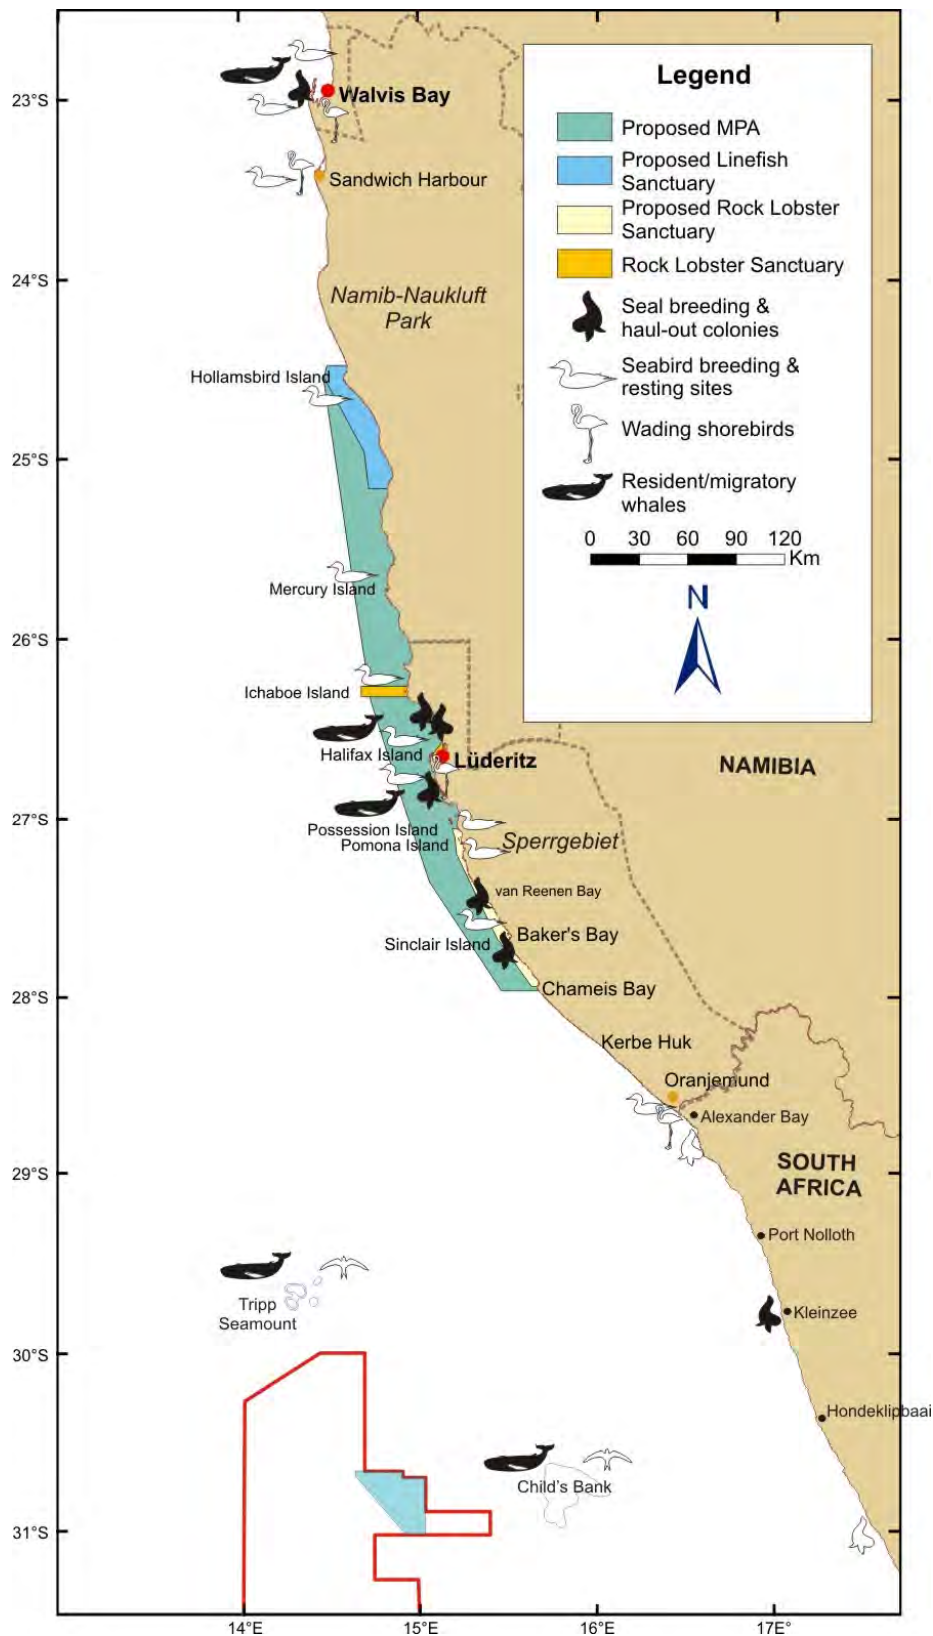 Legend
Proposed MPA
Proposed Linefish
Sanctuary
Proposed Rock Lobster
Sanctuary
Rock Lobster Sanctuary
Seal breeding &
haul-out colonies
Seabird breeding &
resting sites
Wading shorebirds
Resident/migratory
whales
0 30 60 90 120
Km
N
23°S
Walvis Bay
Sandwich Harbour
24°S
Namib-Naukluft
Park
Hollamsbird Island
25°S
Mercury Island
26°S
Ichaboe Island
Halifax Island
Lüderitz
NAMIBIA
27°S
Possession Island
Pomona Island
Sperrgebiet
van Reenen Bay
Baker's Bay
Sinclair Island
Chameis Bay
28°S
Kerbe Huk
Oranjemund
Alexander Bay
29°S
SOUTH
AFRICA
Port Nolloth
Tripp
Seamount
Kleinzee
30°S
Hondeklipbaai
Child's Bank
31°S
14°E 15°E 16°E 17°E°